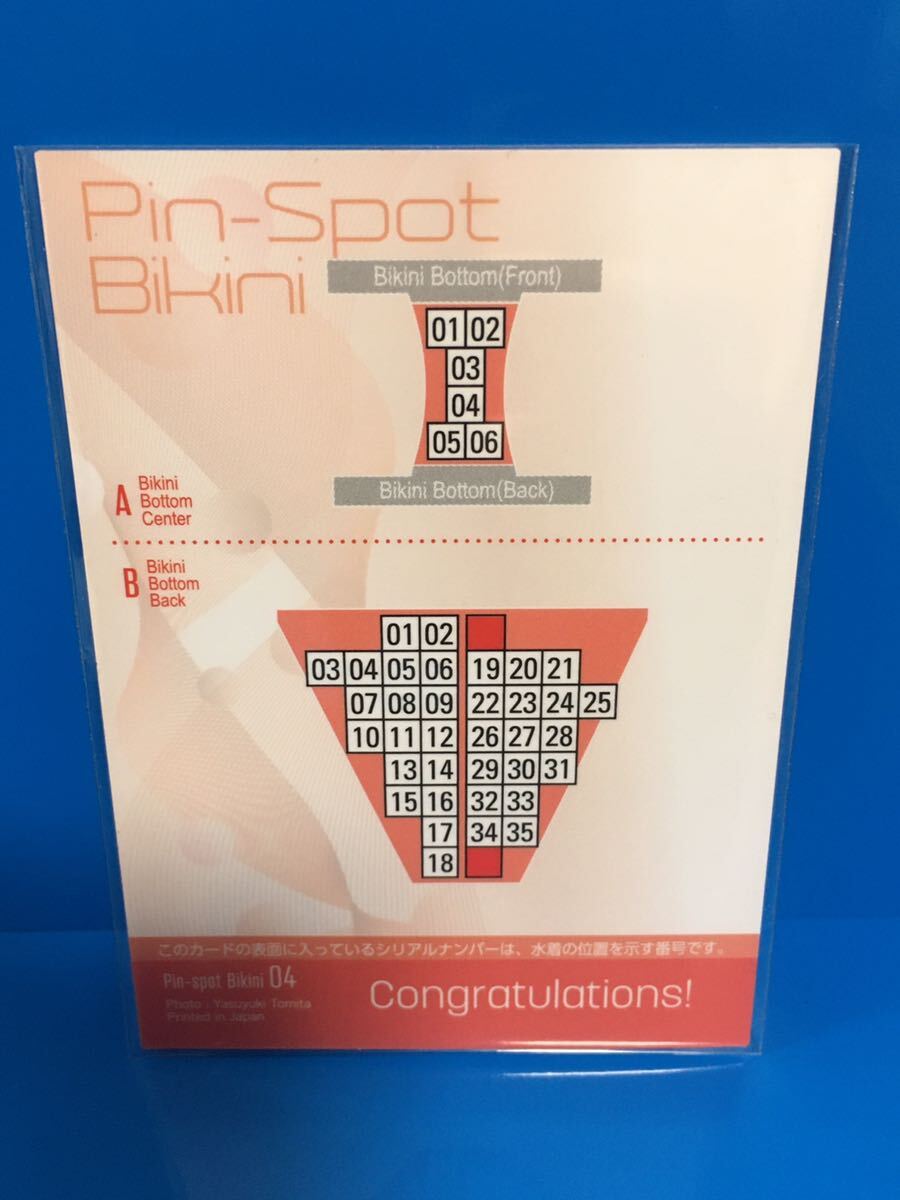 Pin-Spot
Bikini
Bikini Bottom(Front)
01 02
03
04
05 06
Bikini Bottom(Back)
A Bikini
Bottom
Center
B Bikini
Bottom
Back
01 02
03 04 05 06 19 20 21
07 08 09 22 23 24 25
10 11 12 26 27 28
13 14 29 30 31
15 16 32 33
17 34 35
18
このカードの表面に入っているシリアルナンバーは、水着の位置を示す番号です。
Pin-spot Bikini 04
Photo : Yasuyuki Tomita
Printed in Japan
Congratulations!